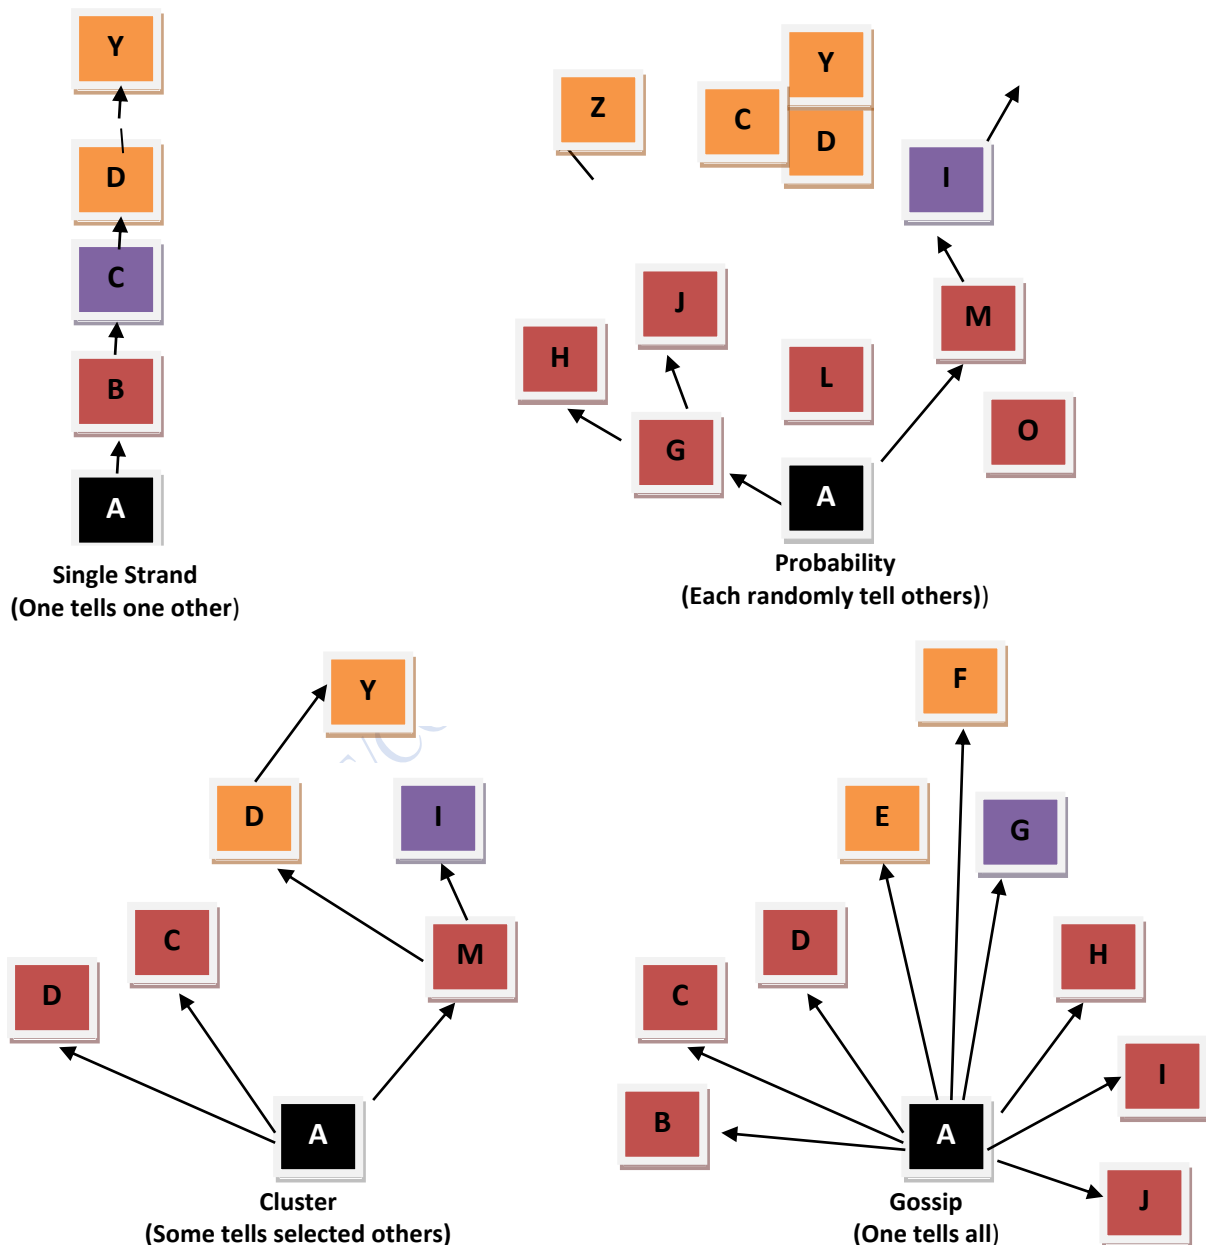 Y
D
C
B
A
Single Strand
(One tells one other)
Z
C
Y
D
I
J
H
M
L
G
O
A
Probability
(Each randomly tell others))
Y
D
I
C
M
D
A
Cluster
(Some tells selected others)
F
E
G
D
H
C
I
B
A
J
Gossip
(One tells all)